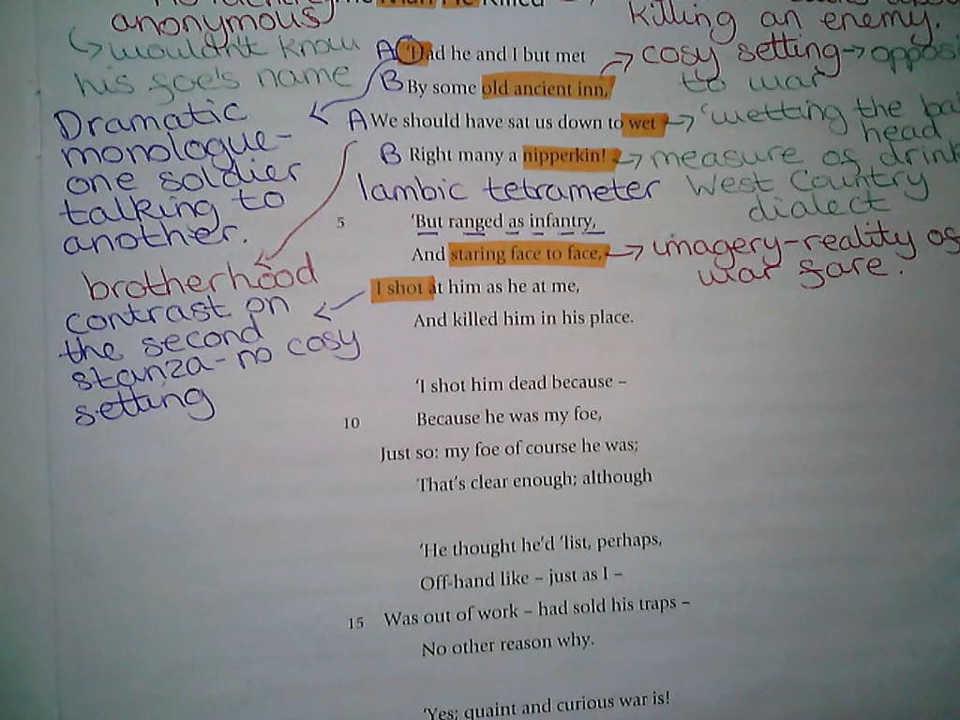 Man He Killed
anonymous
killing an enemy.
↳ wouldn't know
his foe's name
A 'Had he and I but met
→ cosy setting →
to war
B By some old ancient inn,
Dramatic
monologue-
one soldier
talking to
another.
A We should have sat us down to wet
→ 'wetting the
head
B Right many a nipperkin!
→ measure of drink
West Country
dialect
Iambic tetrameter
5 'But ranged as infantry,
And staring face to face,
→ imagery-reality of
war fare.
brotherhood
contrast on
the second
stanza- no cosy
setting
I shot at him as he at me,
And killed him in his place.
'I shot him dead because –
10 Because he was my foe,
Just so: my foe of course he was;
That's clear enough; although
'He thought he'd 'list, perhaps,
Off-hand like – just as I –
15 Was out of work – had sold his traps –
No other reason why.
'Yes; quaint and curious war is!